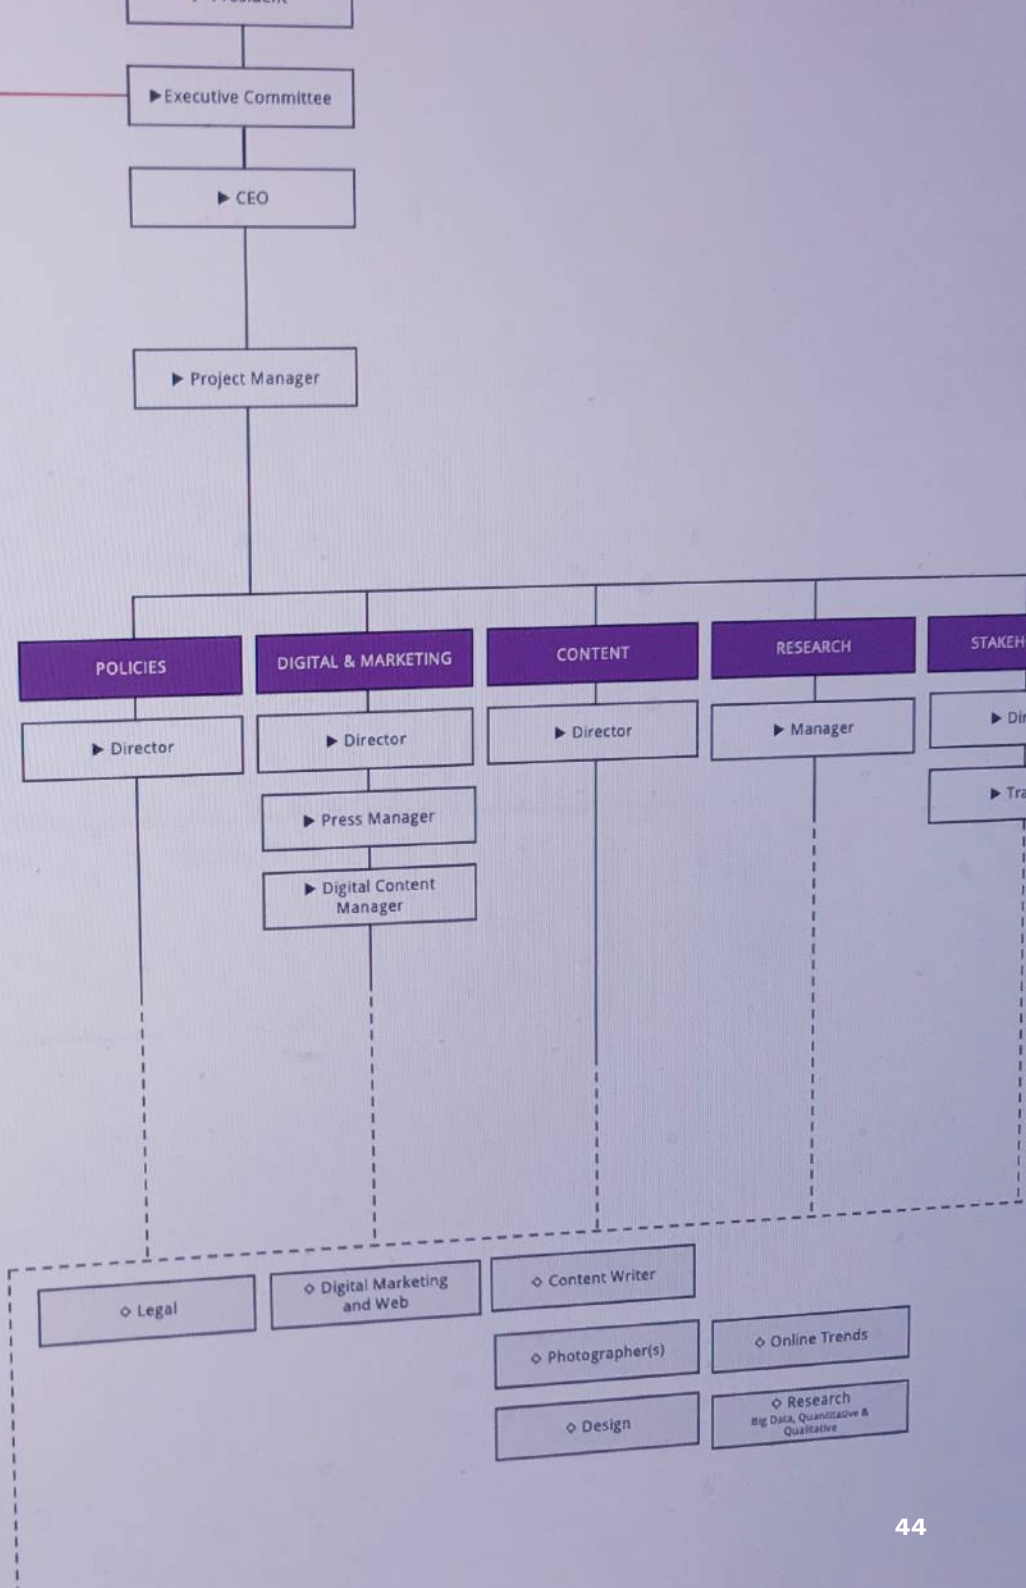 ▶ Executive Committee
▶ CEO
▶ Project Manager
POLICIES
DIGITAL & MARKETING
CONTENT
RESEARCH
▶ Director
▶ Director
▶ Director
▶ Manager
▶ Press Manager
▶ Digital Content
Manager
◇ Legal
◇ Digital Marketing
and Web
◇ Content Writer
◇ Photographer(s)
◇ Online Trends
◇ Design
◇ Research
Big Data, Quantitative &
Qualitative
44